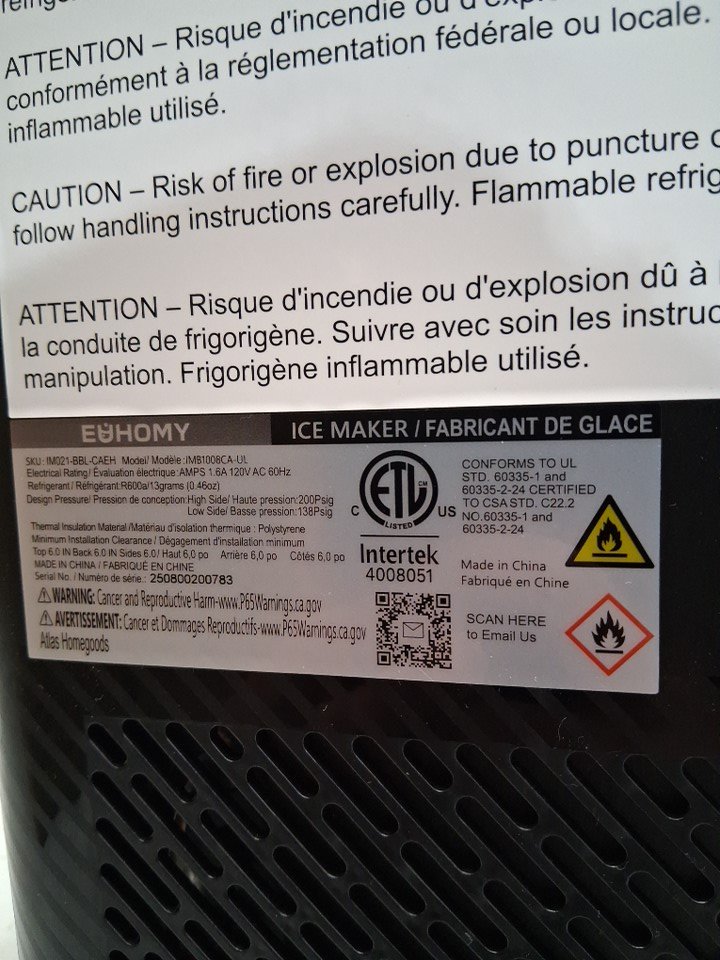 ATTENTION – Risque d'incendie ou d'
conformément à la réglementation fédérale ou locale.
inflammable utilisé.
CAUTION – Risk of fire or explosion due to puncture
follow handling instructions carefully. Flammable refrig
ATTENTION – Risque d'incendie ou d'explosion dû à
la conduite de frigorigène. Suivre avec soin les instruc
manipulation. Frigorigène inflammable utilisé.
EUHOMY
ICE MAKER / FABRICANT DE GLACE
SKU: IM021-BBL-CAEH Model/ Modèle: IMB1008CA-UL
Electrical Rating/ Évaluation électrique: AMPS 1.6A 120V AC 60Hz
Refrigerant / Réfrigérant:R600a/13grams (0.46oz)
Design Pressure/ Pression de conception:High Side/ Haute pression:200Psig
Low Side/ Basse pression:138Psig
Thermal Insulation Material/Matériau d'isolation thermique : Polystyrene
Minimum Installation Clearance / Dégagement d'installation minimum
Top 6.0 IN Back 6.0 IN Sides 6.0/ Haut 6,0 po Arrière 6,0 po Côtés 6,0 po
MADE IN CHINA / FABRIQUÉ EN CHINE
Serial No. / Numéro de série.: 250800200783
WARNING: Cancer and Reproductive Harm-www.P65Warnings.ca.gov
AVERTISSEMENT: Cancer et Dommages Reproductifs-www.P65Warnings.ca.gov
Atlas Homegoods
C ETL CM US
LISTED
Intertek
4008051
CONFORMS TO UL
STD. 60335-1 and
60335-2-24 CERTIFIED
TO CSA STD. C22.2
NO.60335-1 and
60335-2-24
Made in China
Fabriqué en Chine
SCAN HERE
to Email Us